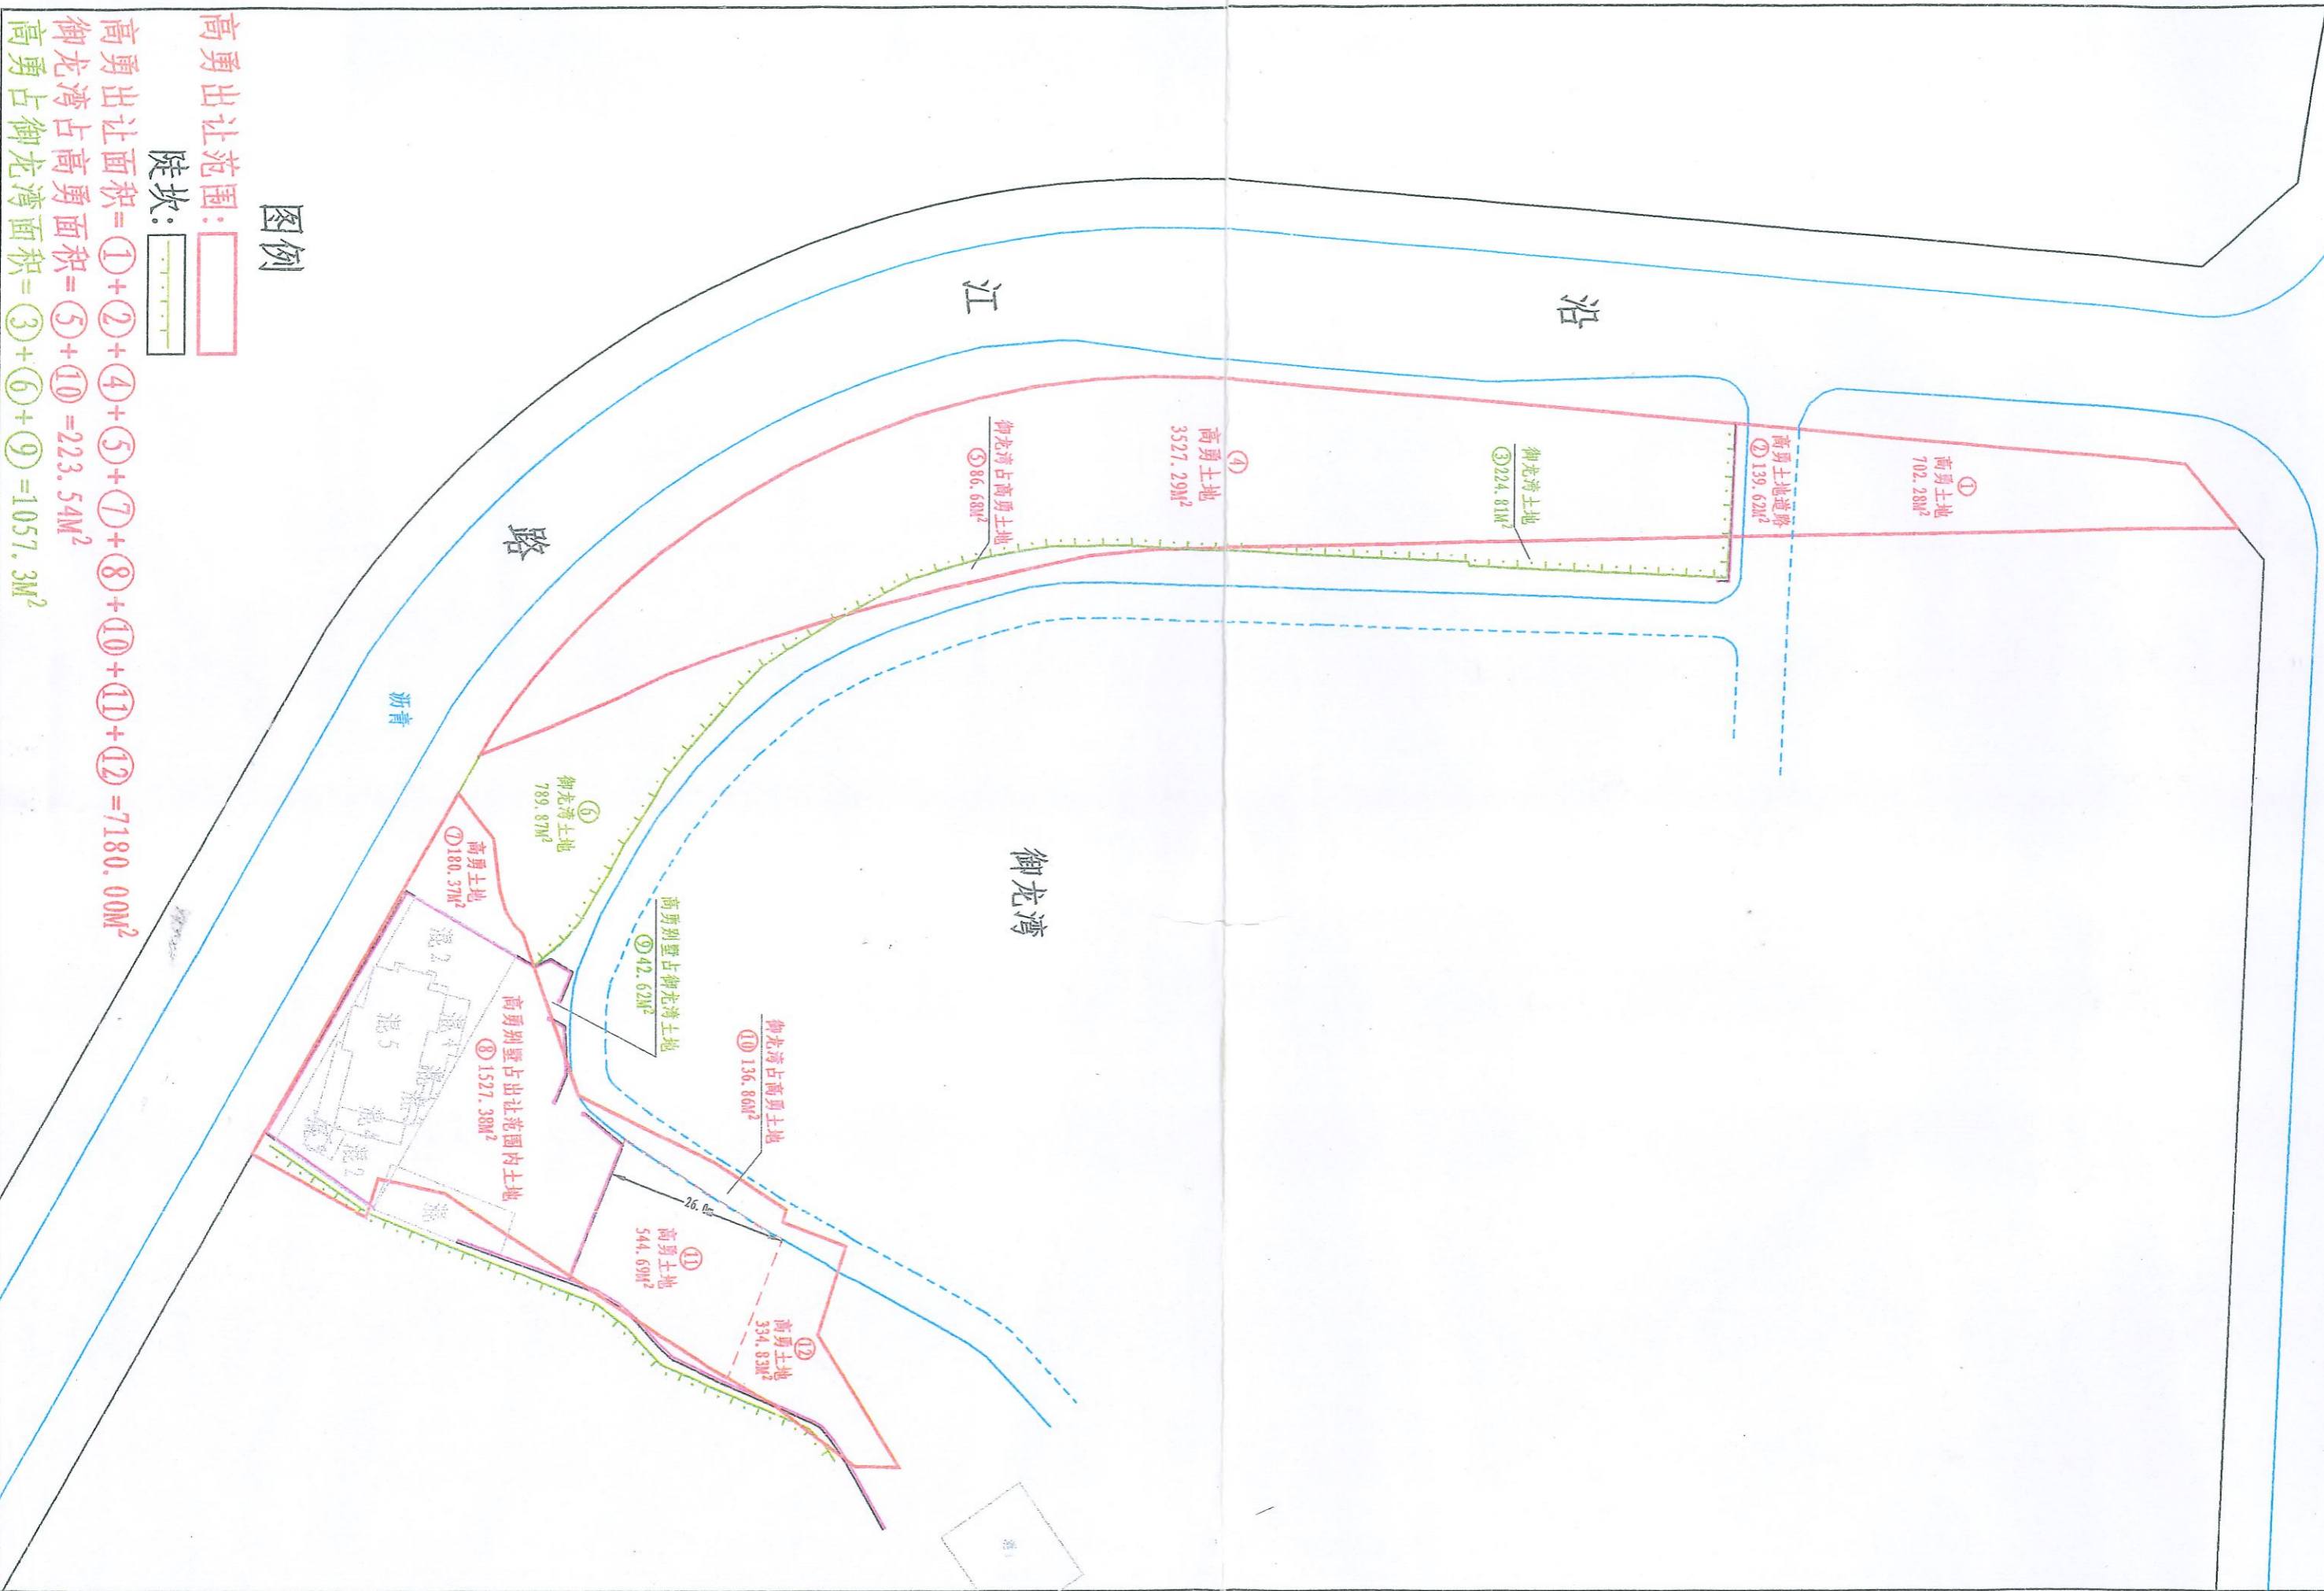 沿
江
路
沥青
御龙湾
①
高勇土地
702.28M²
高勇土地道路
②139.62M²
御龙湾土地
③224.81M²
④
高勇土地
3527.29M²
御龙湾占高勇土地
⑤86.68M²
⑥
御龙湾土地
789.87M²
高勇土地
⑦180.37M²
高勇别墅占出让范围内土地
⑧1527.38M²
高勇别墅占御龙湾土地
⑨42.62M²
御龙湾占高勇土地
⑩136.86M²
26.0m
⑪
高勇土地
544.69M²
⑫
高勇土地
334.83M²
混2
混5
混2
图例
高勇出让范围:
陡坎:
高勇出让面积=①+②+④+⑤+⑦+⑧+⑩+⑪+⑫=7180.00M²
御龙湾占高勇面积=⑤+⑩=223.54M²
高勇占御龙湾面积=③+⑥+⑨=1057.3M²